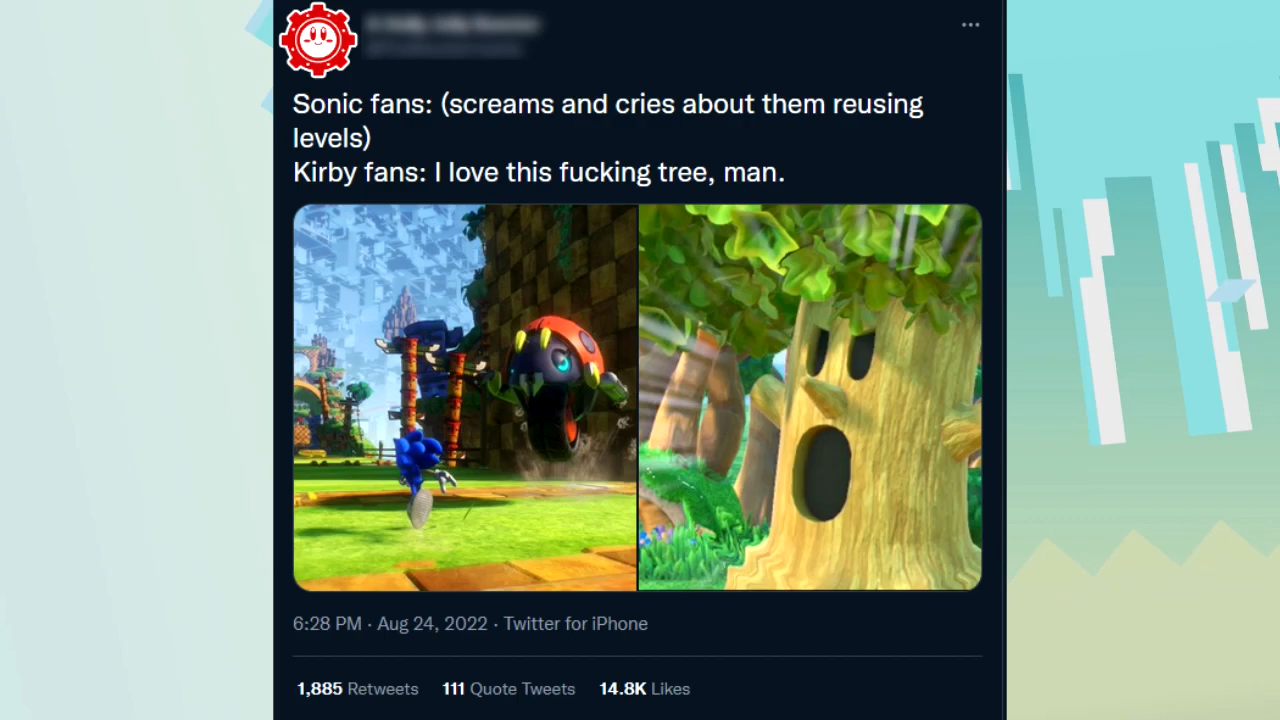 Sonic fans: (screams and cries about them reusing
levels)
Kirby fans: I love this fucking tree, man.
6:28 PM · Aug 24, 2022 · Twitter for iPhone
1,885 Retweets 111 Quote Tweets 14.8K Likes